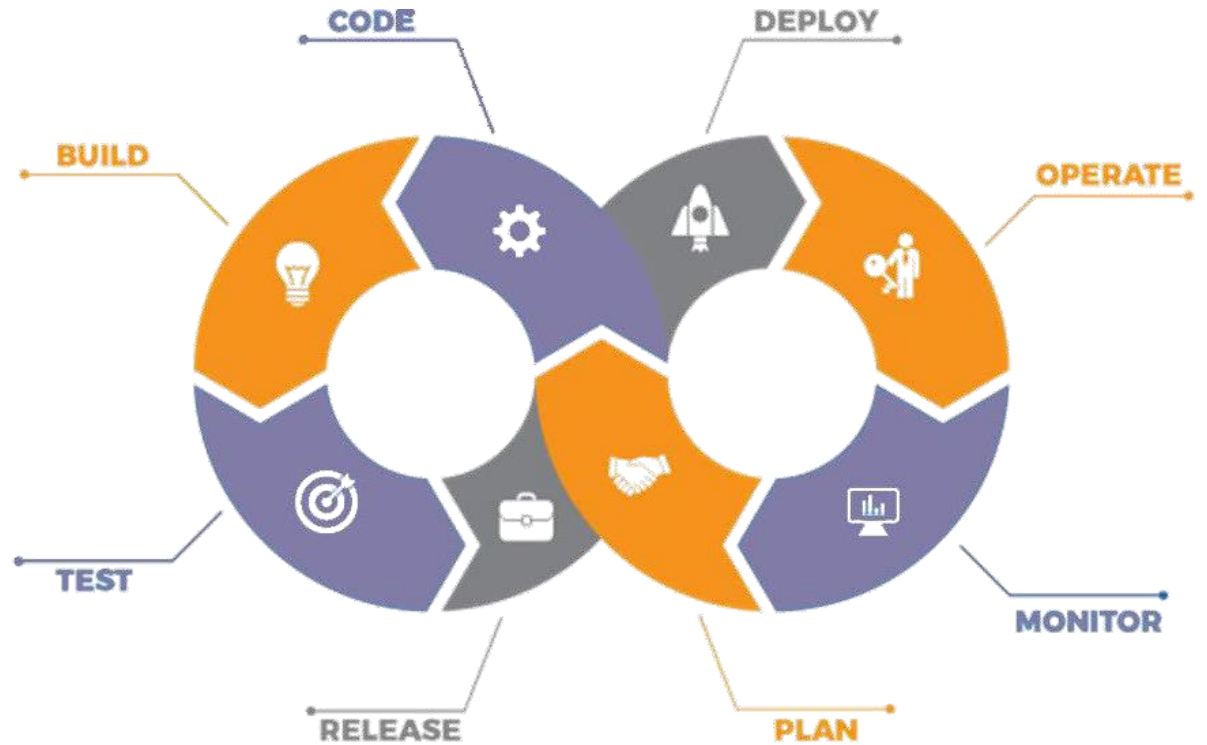 CODE
DEPLOY
BUILD
OPERATE
TEST
MONITOR
RELEASE
PLAN